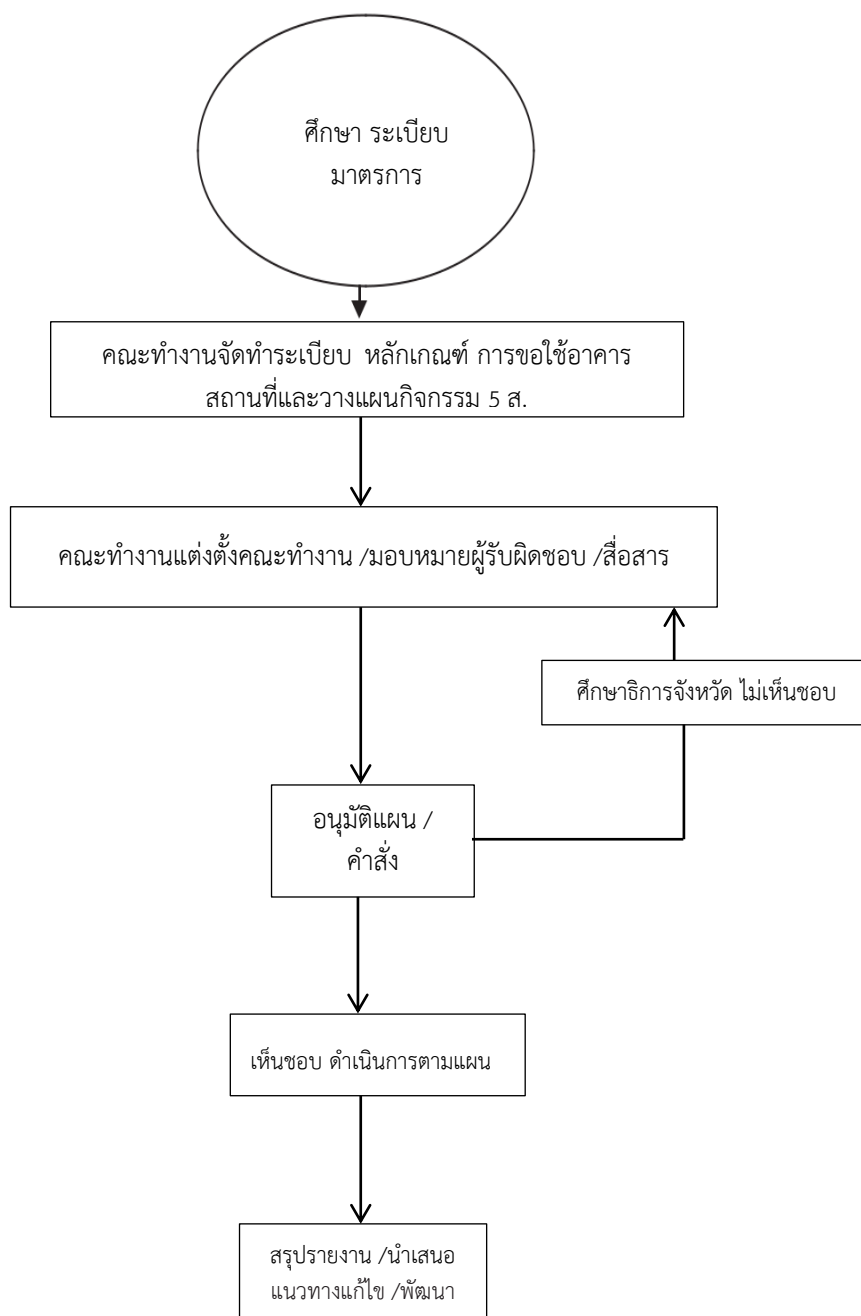 ศึกษา ระเบียบ
มาตรการ
คณะทำงานจัดทำระเบียบ หลักเกณฑ์ การขอใช้อาคาร
สถานที่และวางแผนกิจกรรม 5 ส.
คณะทำงานแต่งตั้งคณะทำงาน /มอบหมายผู้รับผิดชอบ /สื่อสาร
ศึกษาธิการจังหวัด ไม่เห็นชอบ
อนุมัติแผน /
คำสั่ง
เห็นชอบ ดำเนินการตามแผน
สรุปรายงาน /นำเสนอ
แนวทางแก้ไข /พัฒนา